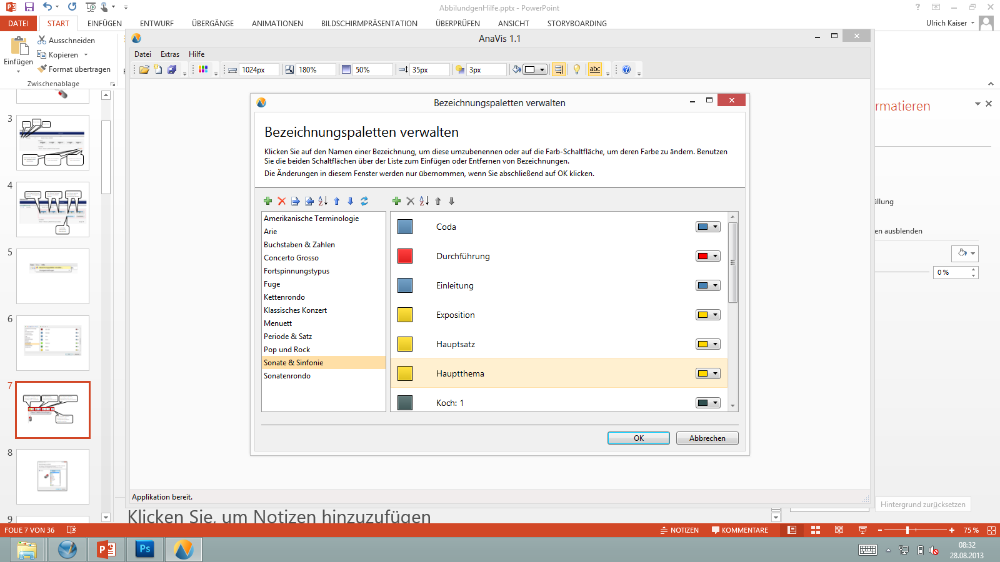 AbbilundgenHilfe.pptx - PowerPoint
DATEI START EINFÜGEN ENTWURF ÜBERGÄNGE ANIMATIONEN BILDSCHIRMPRÄSENTATION ÜBERPRÜFEN ANSICHT STORYBOARDING
Ulrich Kaiser
Einfügen
Ausschneiden
Kopieren
Format übertragen
Zwischenablage
AnaVis 1.1
Datei Extras Hilfe
1024px 180% 50% 35px 3px abc
Bezeichnungspaletten verwalten
Bezeichnungspaletten verwalten
Klicken Sie auf den Namen einer Bezeichnung, um diese umzubenennen oder auf die Farb-Schaltfläche, um deren Farbe zu ändern. Benutzen
Sie die beiden Schaltflächen über der Liste zum Einfügen oder Entfernen von Bezeichnungen.
Die Änderungen in diesem Fenster werden nur übernommen, wenn Sie abschließend auf OK klicken.
Amerikanische Terminologie
Arie
Buchstaben & Zahlen
Concerto Grosso
Fortspinnungstypus
Fuge
Kettenrondo
Klassisches Konzert
Menuett
Periode & Satz
Pop und Rock
Sonate & Sinfonie
Sonatenrondo
Coda
Durchführung
Einleitung
Exposition
Hauptsatz
Hauptthema
Koch: 1
OK Abbrechen
Applikation bereit.
rmatieren
üllung
en ausblenden
0 %
Hintergrund zurücksetzen
3
4
5
6
7
8
9
Klicken Sie, um Notizen hinzuzufügen
FOLIE 7 VON 36
NOTIZEN KOMMENTARE 75 %
Ps
08:32
28.08.2013